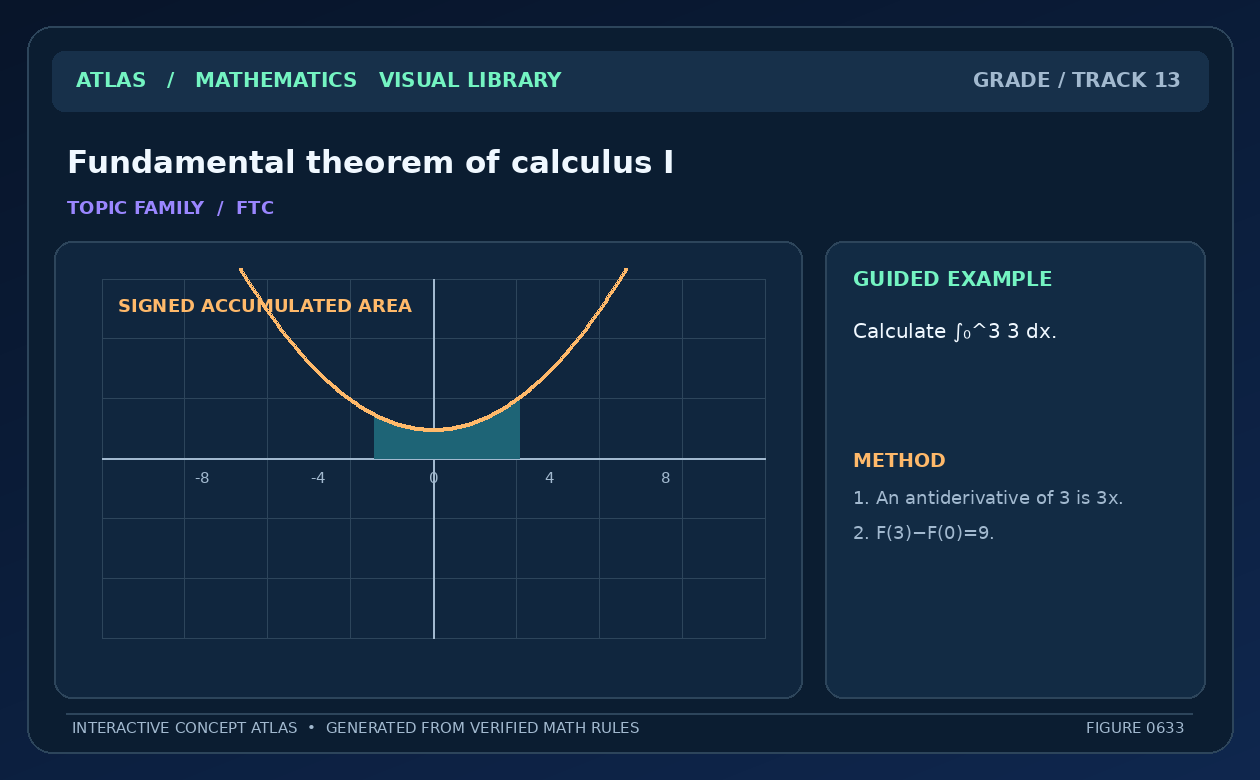 ATLAS / MATHEMATICS VISUAL LIBRARY
GRADE / TRACK 13
Fundamental theorem of calculus I
TOPIC FAMILY / FTC
SIGNED ACCUMULATED AREA
-8 -4 0 4 8
GUIDED EXAMPLE
Calculate ∫₀^3 3 dx.
METHOD
1. An antiderivative of 3 is 3x.
2. F(3)−F(0)=9.
INTERACTIVE CONCEPT ATLAS • GENERATED FROM VERIFIED MATH RULES
FIGURE 0633